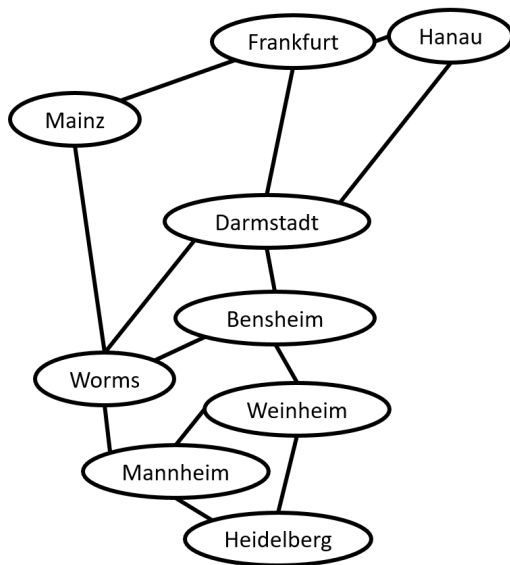 Frankfurt
Hanau
Mainz
Darmstadt
Bensheim
Worms
Weinheim
Mannheim
Heidelberg